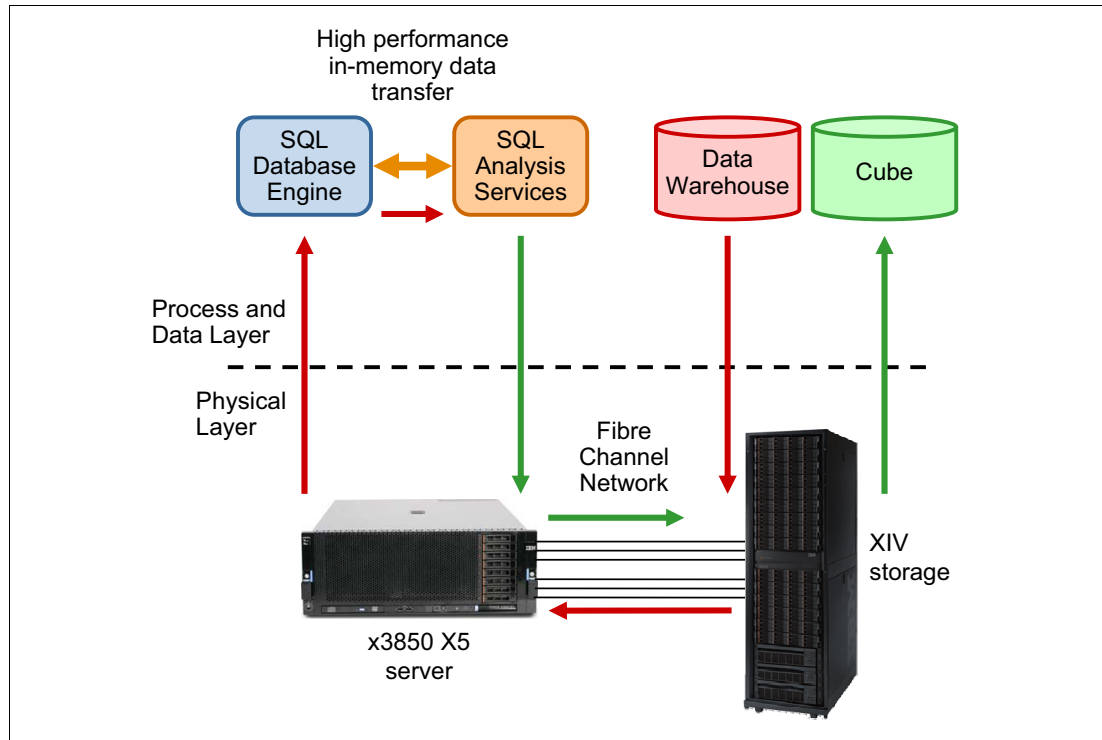 High performance
in-memory data
transfer
SQL
Database
Engine
SQL
Analysis
Services
Data
Warehouse
Cube
Process and
Data Layer
Physical
Layer
Fibre
Channel
Network
XIV
storage
IBM
x3850 X5
server